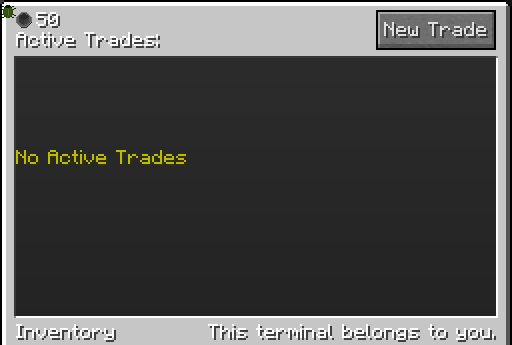 50
Active Trades:
New Trade
No Active Trades
Inventory
This terminal belongs to you.